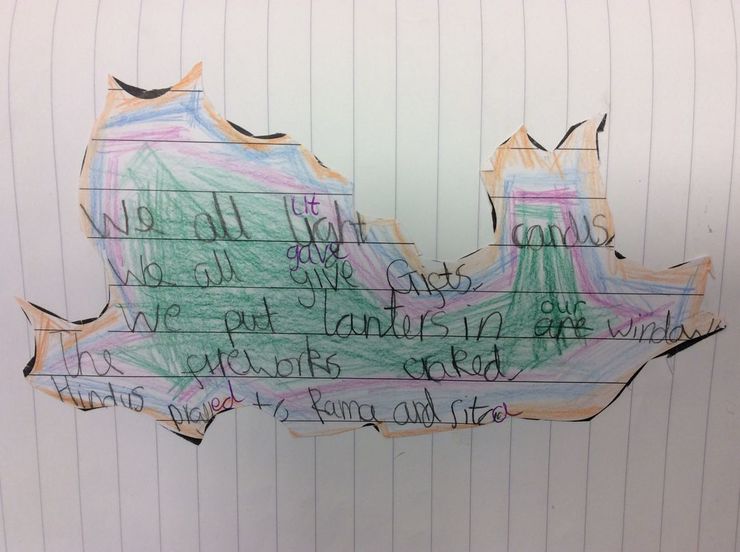 We all light lit candus
We all give gave Gifts.
We put lanters in are our window.
The fireworks craked.
Hindus prayed to Rama and Sita